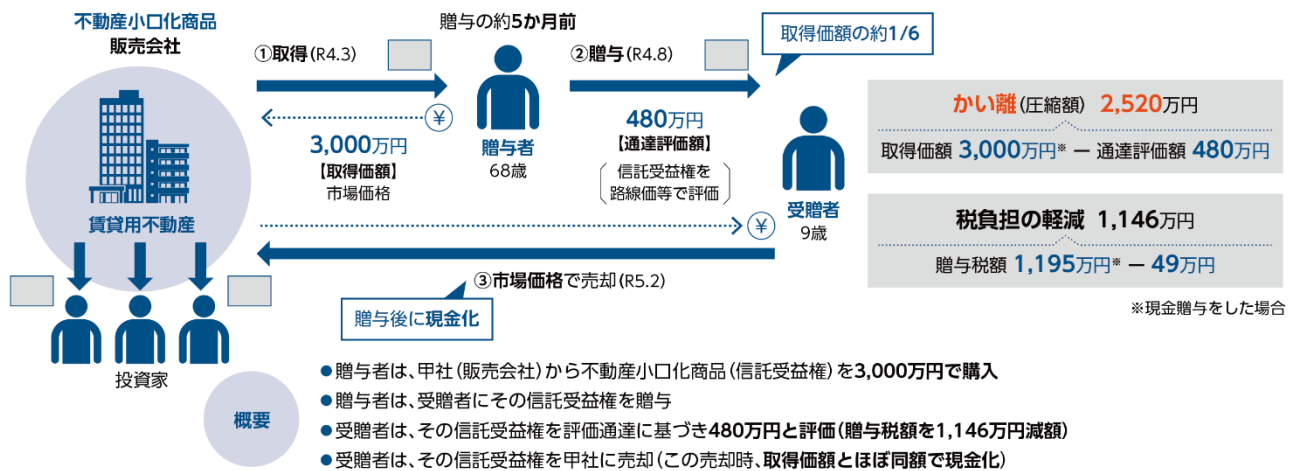 不動産小口化商品
販売会社
賃貸用不動産
投資家
①取得(R4.3)
3,000万円
【取得価額】
市場価格
¥
贈与の約5か月前
贈与者
68歳
②贈与(R4.8)
480万円
【通達評価額】
信託受益権を
路線価等で評価
取得価額の約1/6
受贈者
9歳
¥
③市場価格で売却(R5.2)
贈与後に現金化
かい離(圧縮額) 2,520万円
取得価額 3,000万円※ ー 通達評価額 480万円
税負担の軽減 1,146万円
贈与税額 1,195万円※ ー 49万円
※現金贈与をした場合
概要
●贈与者は、甲社(販売会社)から不動産小口化商品(信託受益権)を3,000万円で購入
●贈与者は、受贈者にその信託受益権を贈与
●受贈者は、その信託受益権を評価通達に基づき480万円と評価(贈与税額を1,146万円減額)
●受贈者は、その信託受益権を甲社に売却(この売却時、取得価額とほぼ同額で現金化)